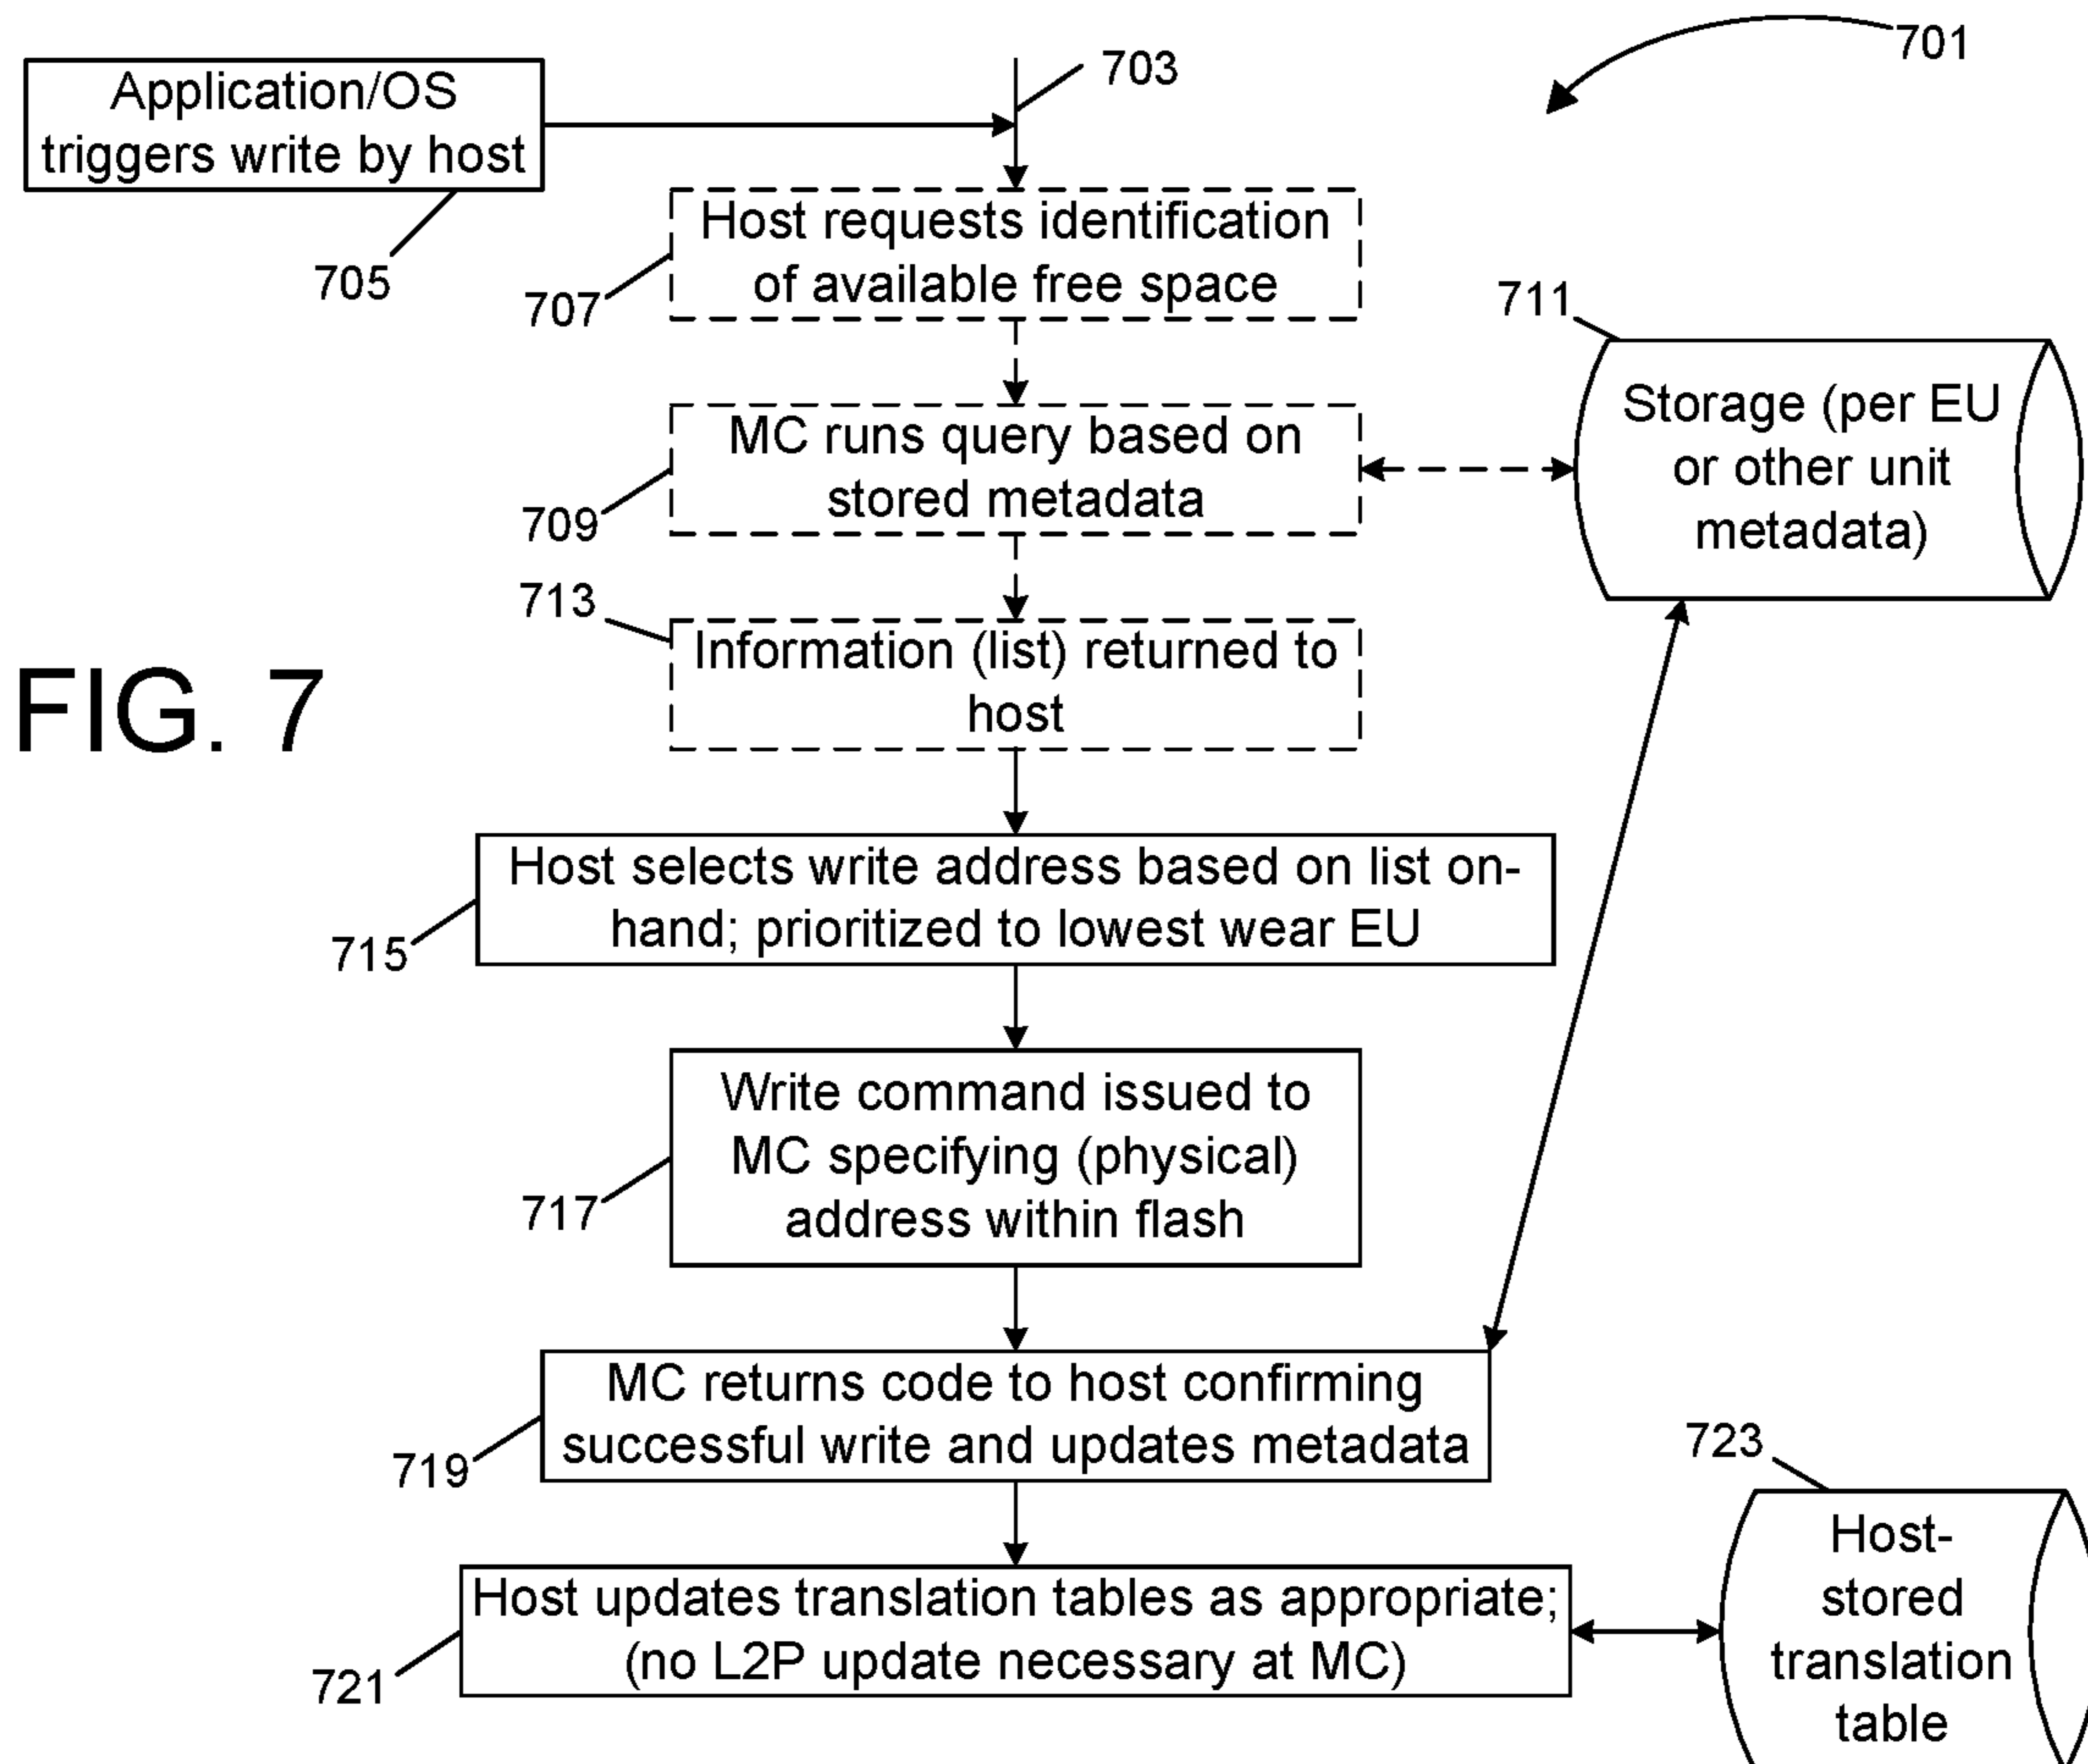 701
703
Application/OS
triggers write by host
705
Host requests identification
of available free space
707
711
Storage (per EU
or other unit
metadata)
MC runs query based on
stored metadata
709
713
Information (list) returned to
host
FIG. 7
Host selects write address based on list on-
hand; prioritized to lowest wear EU
715
Write command issued to
MC specifying (physical)
address within flash
717
MC returns code to host confirming
successful write and updates metadata
719
723
Host-
stored
translation
table
Host updates translation tables as appropriate;
(no L2P update necessary at MC)
721